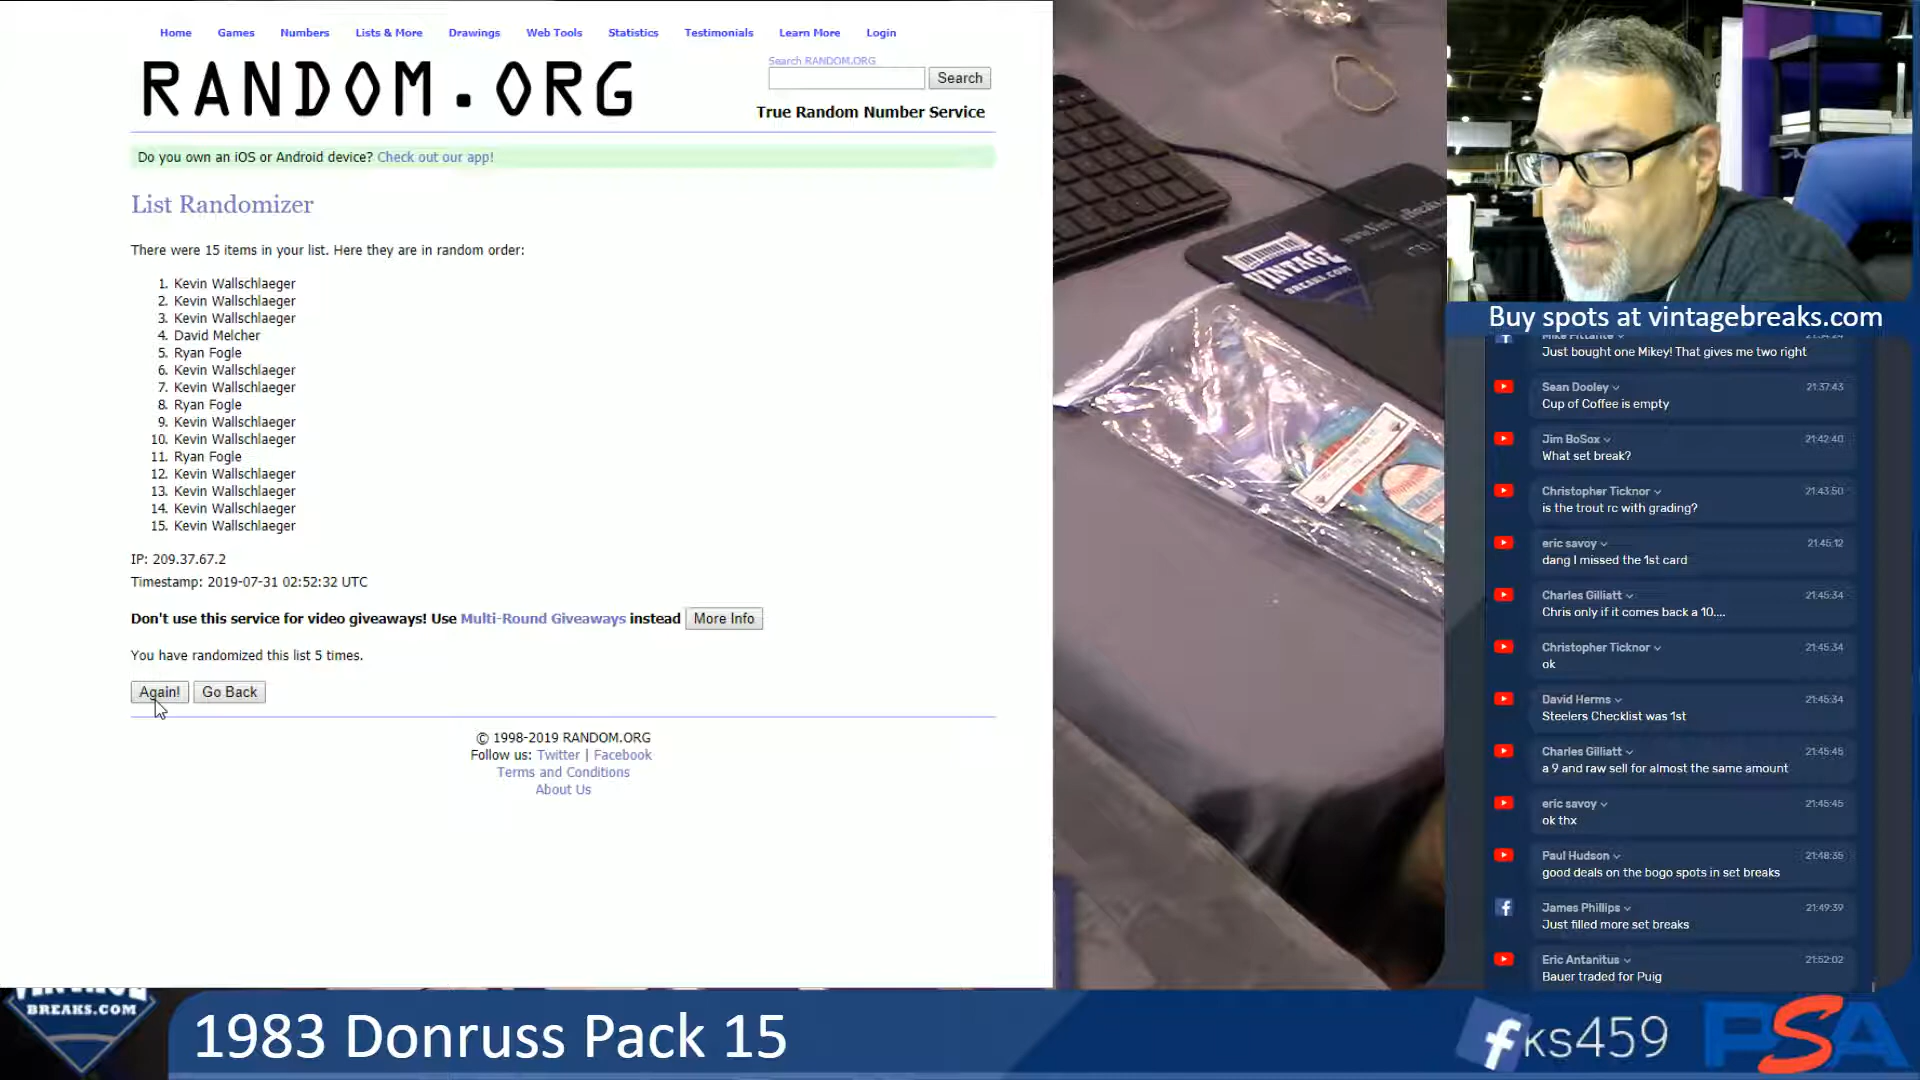 Home Games Numbers Lists & More Drawings Web Tools Statistics Testimonials Learn More Login
RANDOM.ORG
Search RANDOM.ORG
Search
True Random Number Service
Do you own an iOS or Android device? Check out our app!
List Randomizer
There were 15 items in your list. Here they are in random order:
1. Kevin Wallschlaeger
2. Kevin Wallschlaeger
3. Kevin Wallschlaeger
4. David Melcher
5. Ryan Fogle
6. Kevin Wallschlaeger
7. Kevin Wallschlaeger
8. Ryan Fogle
9. Kevin Wallschlaeger
10. Kevin Wallschlaeger
11. Ryan Fogle
12. Kevin Wallschlaeger
13. Kevin Wallschlaeger
14. Kevin Wallschlaeger
15. Kevin Wallschlaeger
IP: 209.37.67.2
Timestamp: 2019-07-31 02:52:32 UTC
Don't use this service for video giveaways! Use Multi-Round Giveaways instead More Info
You have randomized this list 5 times.
Again! Go Back
© 1998-2019 RANDOM.ORG
Follow us: Twitter | Facebook
Terms and Conditions
About Us
VINTAGE
BREAKS.COM
Buy spots at vintagebreaks.com
Just bought one Mikey! That gives me two right
Sean Dooley 21:37:43
Cup of Coffee is empty
Jim BoSox 21:42:40
What set break?
Christopher Ticknor 21:43:50
is the trout rc with grading?
eric savoy 21:45:12
dang I missed the 1st card
Charles Gilliatt 21:45:34
Chris only if it comes back a 10....
Christopher Ticknor 21:45:34
ok
David Herms 21:45:34
Steelers Checklist was 1st
Charles Gilliatt 21:45:45
a 9 and raw sell for almost the same amount
eric savoy 21:45:45
ok thx
Paul Hudson 21:48:35
good deals on the bogo spots in set breaks
James Phillips 21:49:39
Just filled more set breaks
Eric Antanitus 21:52:02
Bauer traded for Puig
BREAKS.COM
1983 Donruss Pack 15
ks459
PSA